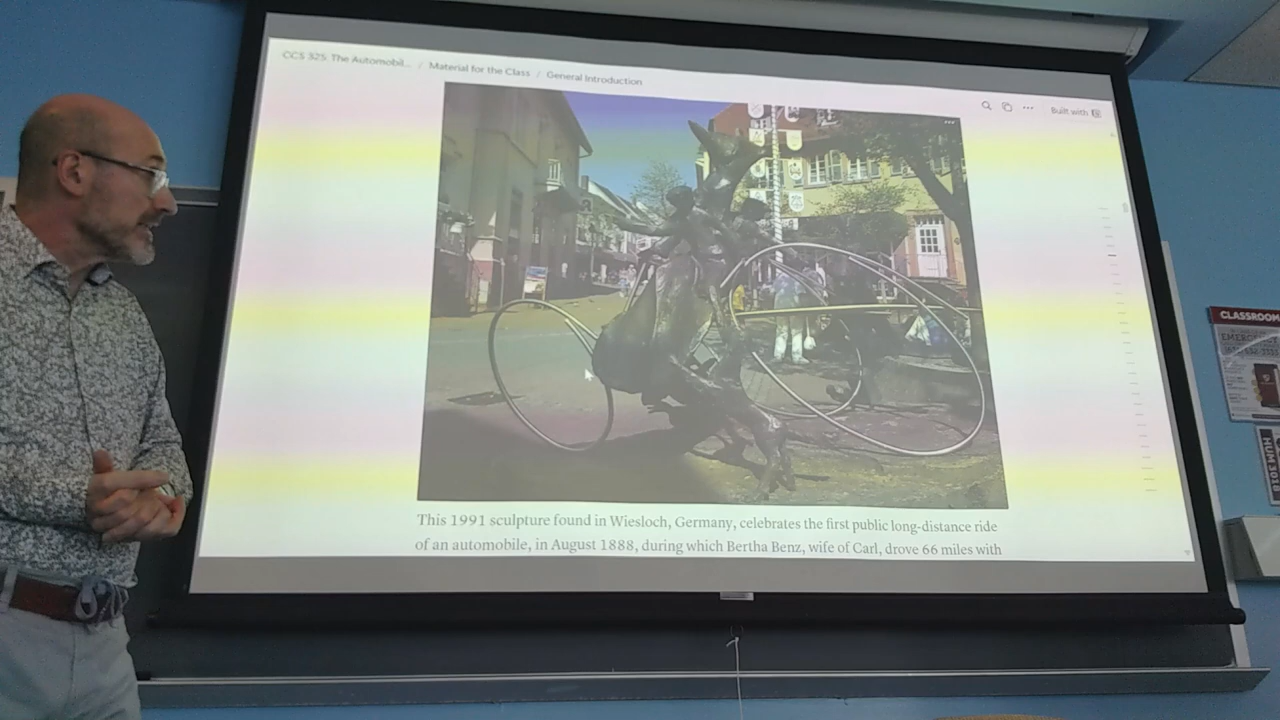 CCS 325: The Automobil... / Material for the Class / General Introduction
Built with
This 1991 sculpture found in Wiesloch, Germany, celebrates the first public long-distance ride
of an automobile, in August 1888, during which Bertha Benz, wife of Carl, drove 66 miles with
CLASSROOM